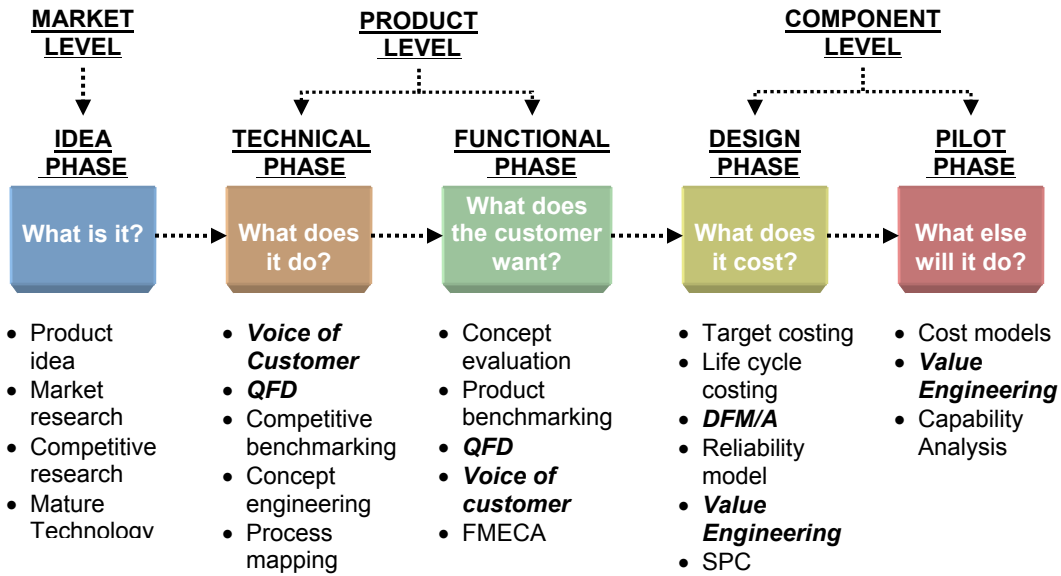 MARKET
LEVEL
PRODUCT
LEVEL
COMPONENT
LEVEL
IDEA
PHASE
TECHNICAL
PHASE
FUNCTIONAL
PHASE
DESIGN
PHASE
PILOT
PHASE
What is it?
What does
it do?
What does
the customer
want?
What does
it cost?
What else
will it do?
• Product
idea
• Market
research
• Competitive
research
• Mature
Technology
• Voice of
Customer
• QFD
• Competitive
benchmarking
• Concept
engineering
• Process
mapping
• Concept
evaluation
• Product
benchmarking
• QFD
• Voice of
customer
• FMECA
• Target costing
• Life cycle
costing
• DFM/A
• Reliability
model
• Value
Engineering
• SPC
• Cost models
• Value
Engineering
• Capability
Analysis